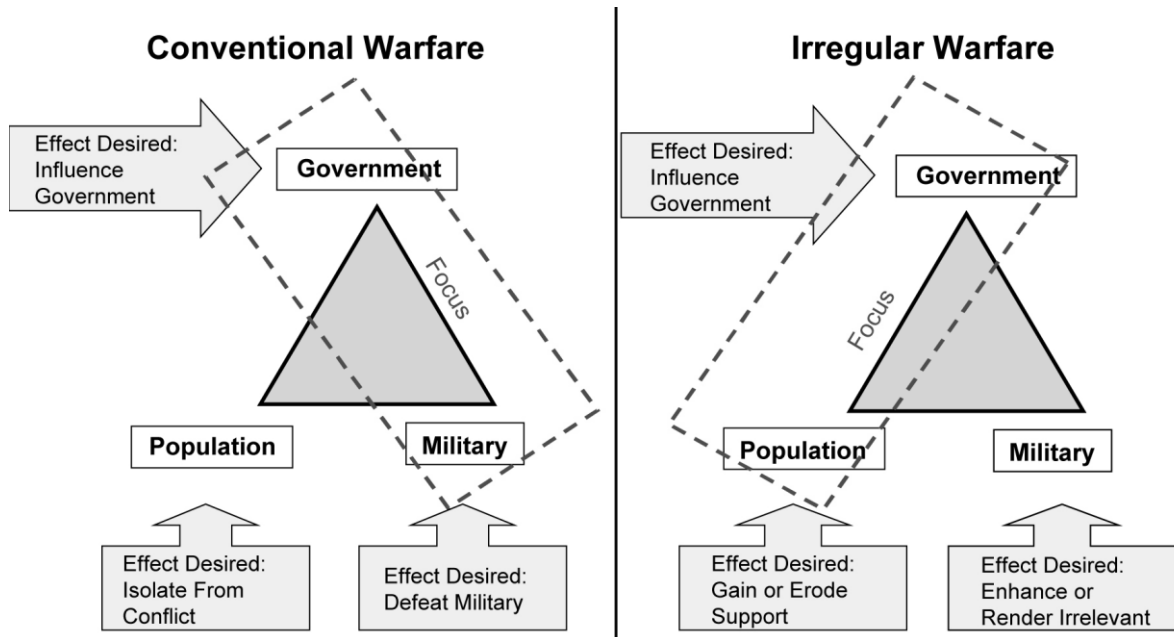 Conventional Warfare
Effect Desired:
Influence
Government
Government
Focus
Population
Military
Effect Desired:
Isolate From
Conflict
Effect Desired:
Defeat Military
Irregular Warfare
Effect Desired:
Influence
Government
Government
Focus
Population
Military
Effect Desired:
Gain or Erode
Support
Effect Desired:
Enhance or
Render Irrelevant